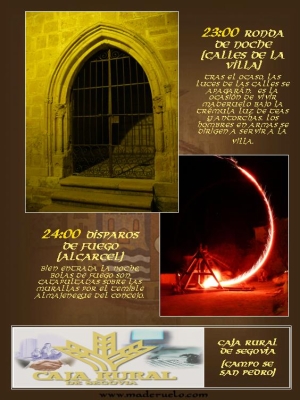 23:00 RONDA
DE NOCHE
[CALLES DE LA
VILLA]
TRAS EL OCASO, LAS
LUCES DE LAS CALLES SE
APAGARÁN. ES LA
OCASIÓN DE VIVIR
MADERUELO BAJO LA
TRÉMULA LUZ DE TEAS
Y ANTORCHAS. LOS
HOMBRES EN ARMAS SE
DIRIGEN A SERVIR A LA
VILLA.
24:00 DISPAROS
DE FUEGO
[ALCARCEL]
BIEN ENTRADA LA NOCHE
BOLAS DE FUEGO SON
CATAPULTADAS SOBRE LAS
MURALLAS POR EL TEMIBLE
ALMAJENEQUE DEL CONCEJO.
CAJA RURAL
DE SEGOVIA
CAJA RURAL
DE SEGOVIA
[CAMPO SE
SAN PEDRO]
www.maderuelo.com